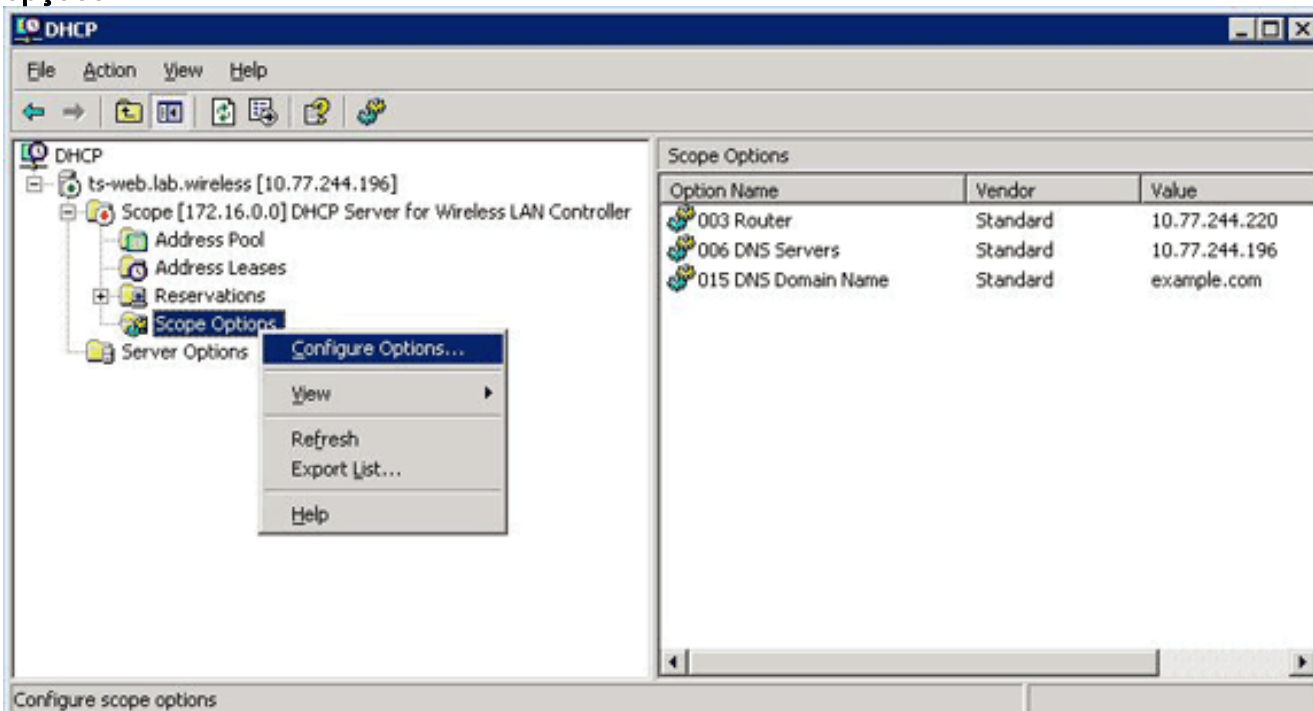 DHCP
File Action View Help
DHCP
ts-web.lab.wireless [10.77.244.196]
Scope [172.16.0.0] DHCP Server for Wireless LAN Controller
Address Pool
Address Leases
Reservations
Scope Options
Server Options
Configure Options...
View
Refresh
Export List...
Help
Scope Options
Option Name Vendor Value
003 Router Standard 10.77.244.220
006 DNS Servers Standard 10.77.244.196
015 DNS Domain Name Standard example.com
Configure scope options